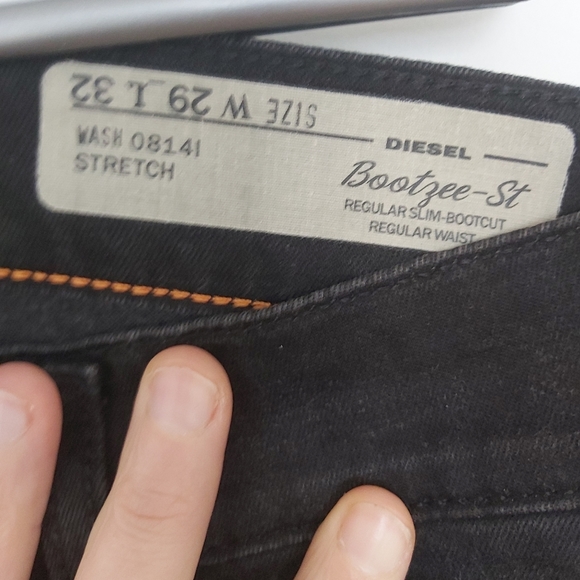 SIZE W 29 L 32
DIESEL
WASH 0814I
STRETCH
Bootzee-St
REGULAR SLIM-BOOTCUT
REGULAR WAIST